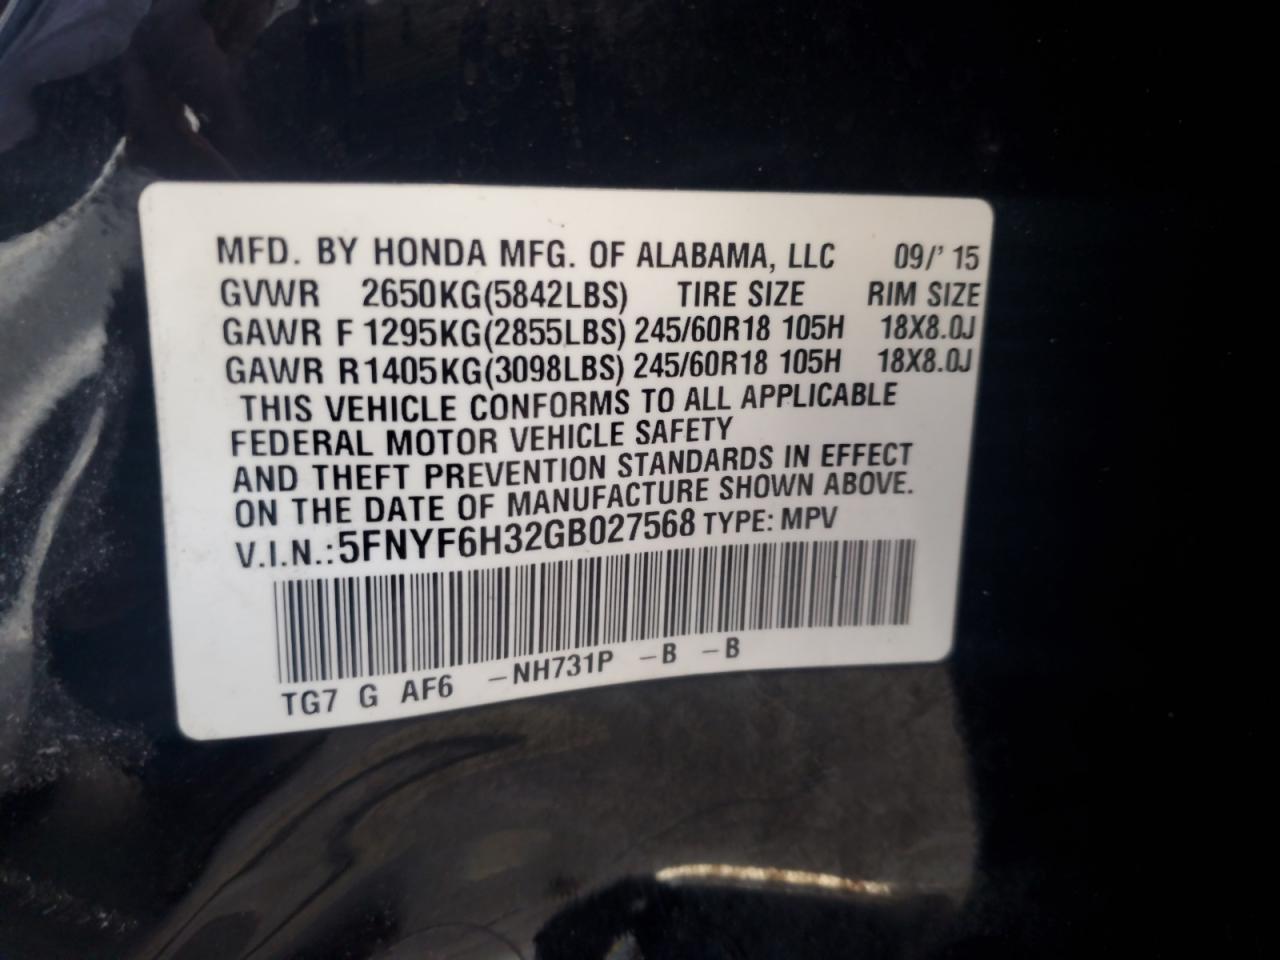 MFD. BY HONDA MFG. OF ALABAMA, LLC 09/' 15
GVWR 2650KG(5842LBS) TIRE SIZE RIM SIZE
GAWR F 1295KG(2855LBS) 245/60R18 105H 18X8.0J
GAWR R 1405KG(3098LBS) 245/60R18 105H 18X8.0J
THIS VEHICLE CONFORMS TO ALL APPLICABLE
FEDERAL MOTOR VEHICLE SAFETY
AND THEFT PREVENTION STANDARDS IN EFFECT
ON THE DATE OF MANUFACTURE SHOWN ABOVE.
V.I.N.: 5FNYF6H32GB027568 TYPE: MPV
TG7 G AF6 -NH731P -B -B